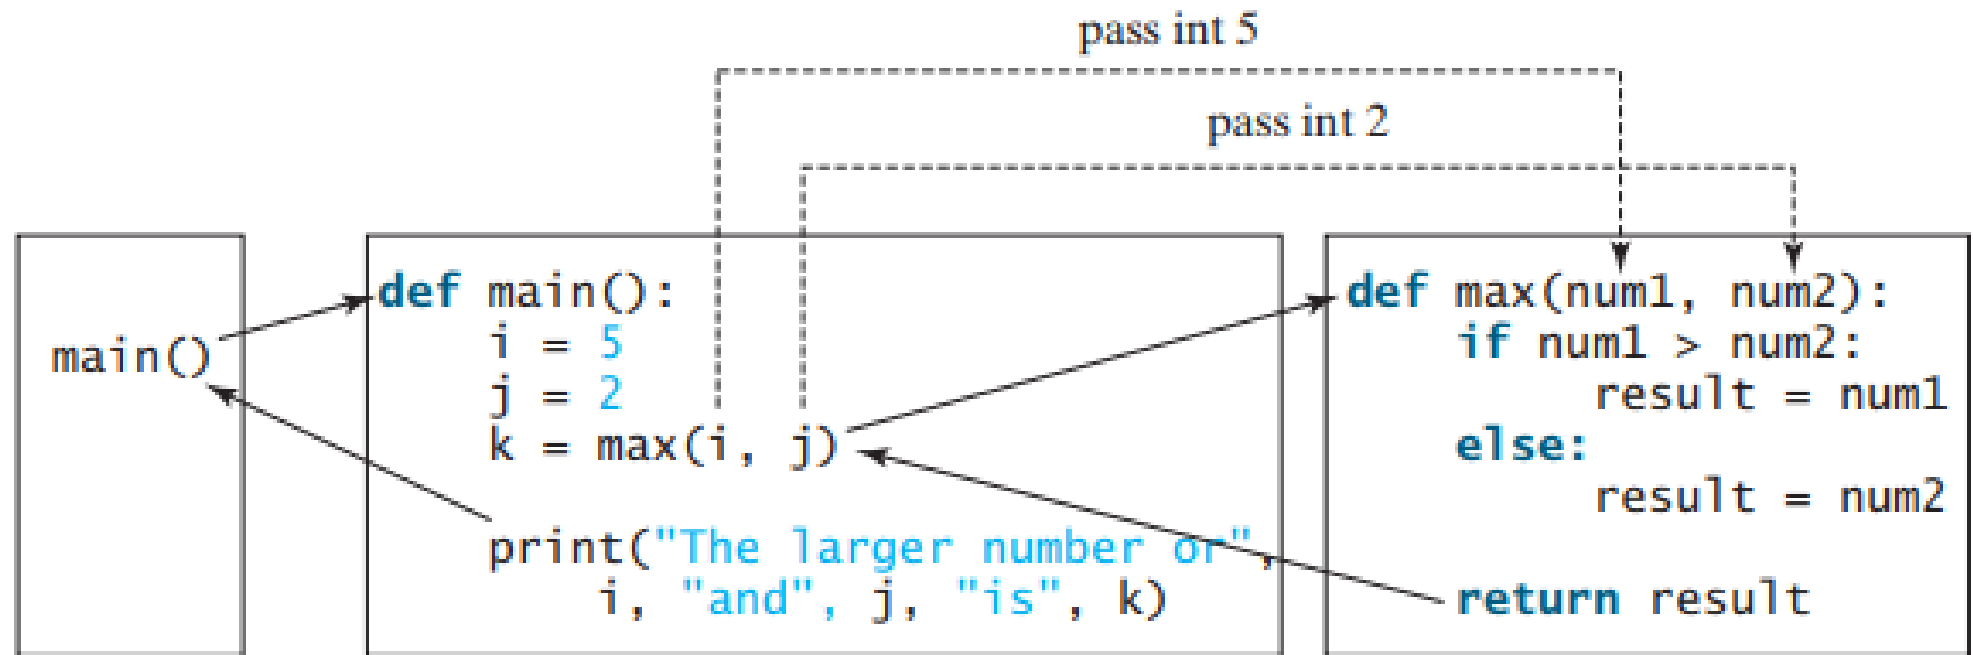 pass int 5
pass int 2
main()
def main():
i = 5
j = 2
k = max(i, j)
print("The larger number of",
i, "and", j, "is", k)
def max(num1, num2):
if num1 > num2:
result = num1
else:
result = num2
return result